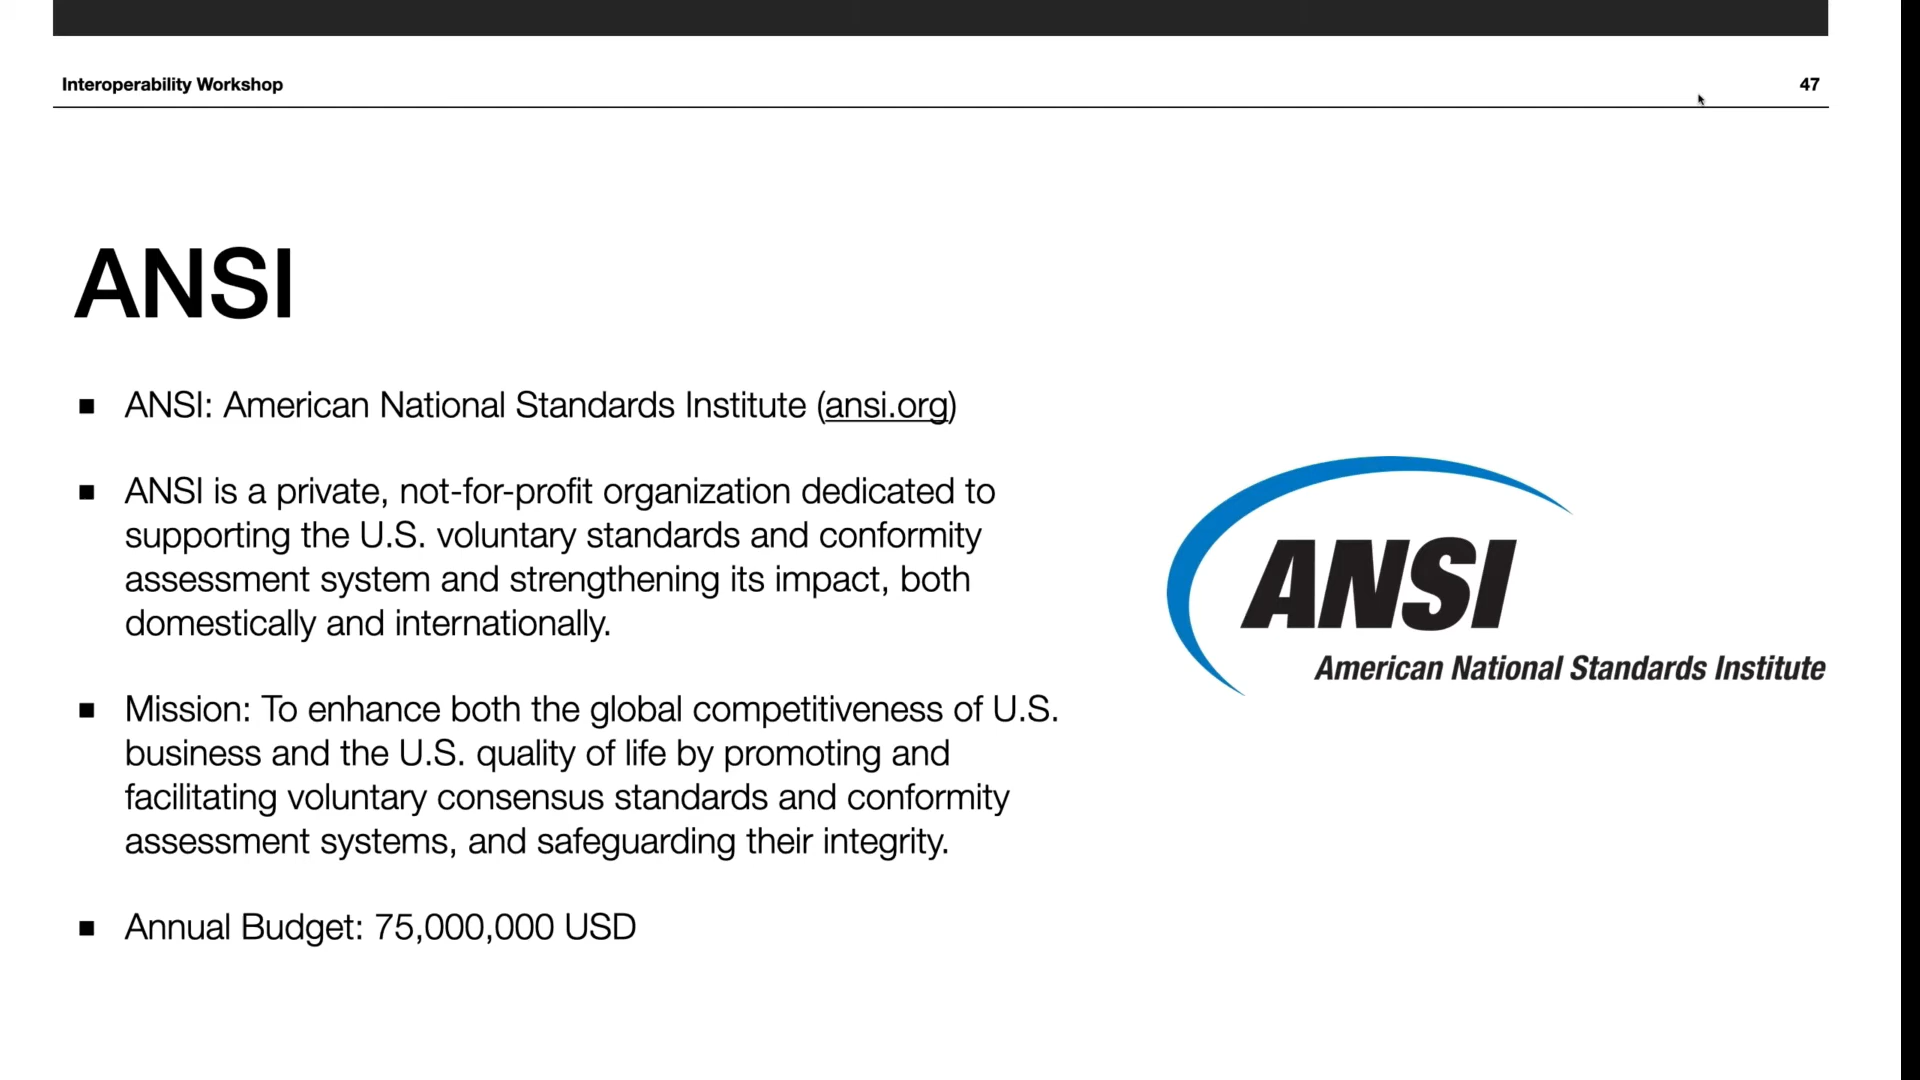 Interoperability Workshop
47
ANSI
■ ANSI: American National Standards Institute (ansi.org)
■ ANSI is a private, not-for-profit organization dedicated to
supporting the U.S. voluntary standards and conformity
assessment system and strengthening its impact, both
domestically and internationally.
■ Mission: To enhance both the global competitiveness of U.S.
business and the U.S. quality of life by promoting and
facilitating voluntary consensus standards and conformity
assessment systems, and safeguarding their integrity.
■ Annual Budget: 75,000,000 USD
ANSI
American National Standards Institute